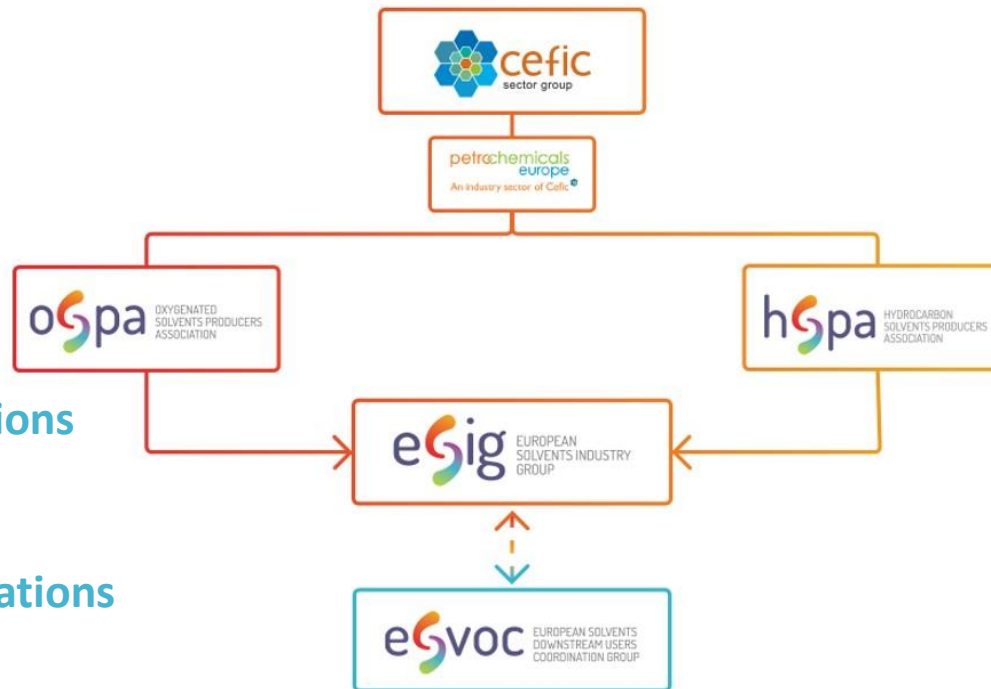 cefic
sector group
petrochemicals
europe
An industry sector of Cefic
ospa
OXYGENATED
SOLVENTS PRODUCERS
ASSOCIATION
hspa
HYDROCARBON
SOLVENTS PRODUCERS
ASSOCIATION
ions
esig
EUROPEAN
SOLVENTS INDUSTRY
GROUP
ations
esvoc
EUROPEAN SOLVENTS
DOWNSTREAM USERS
COORDINATION GROUP